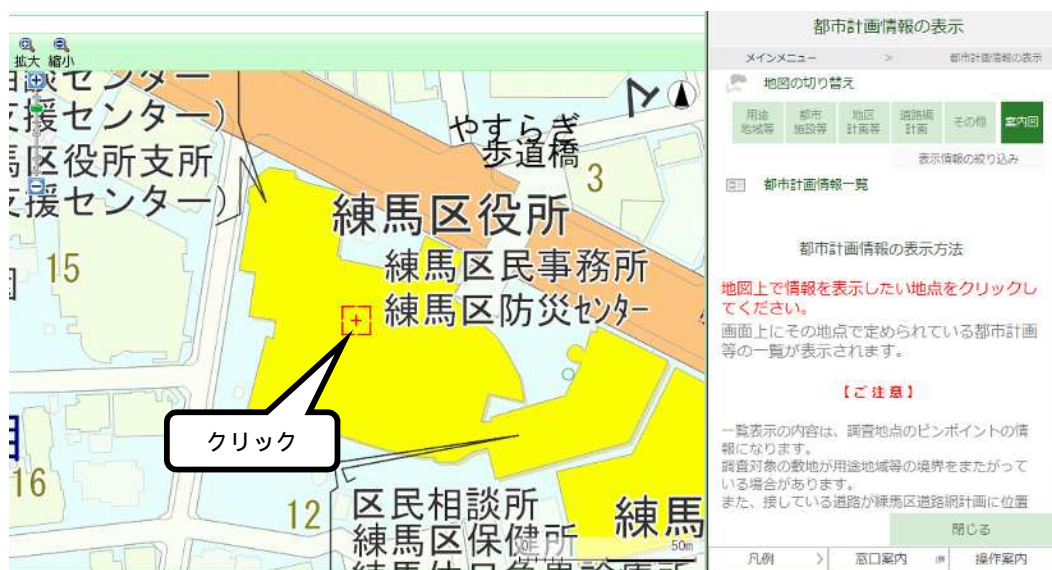 拡大 縮小
談センター
支援センター)
区役所支所
支援センター)
やすらぎ
歩道橋
3
練馬区役所
練馬区民事務所
練馬区防災センター
15
クリック
16
12
区民相談所
練馬区保健所
練馬
50m
都市計画情報の表示
メインメニュー > 都市計画情報の表示
地図の切り替え
用途地域等
都市施設等
地区計画等
道路網計画
その他
案内図
表示情報の絞り込み
都市計画情報一覧
都市計画情報の表示方法
地図上で情報を表示したい地点をクリックし
てください。
画面上にその地点で定められている都市計画
等の一覧が表示されます。
【ご注意】
一覧表示の内容は、調査地点のピンポイントの情
報になります。
調査対象の敷地が用途地域等の境界をまたがって
いる場合があります。
また、接している道路が練馬区道路網計画に位置
閉じる
凡例 > 窓口案内 操作案内